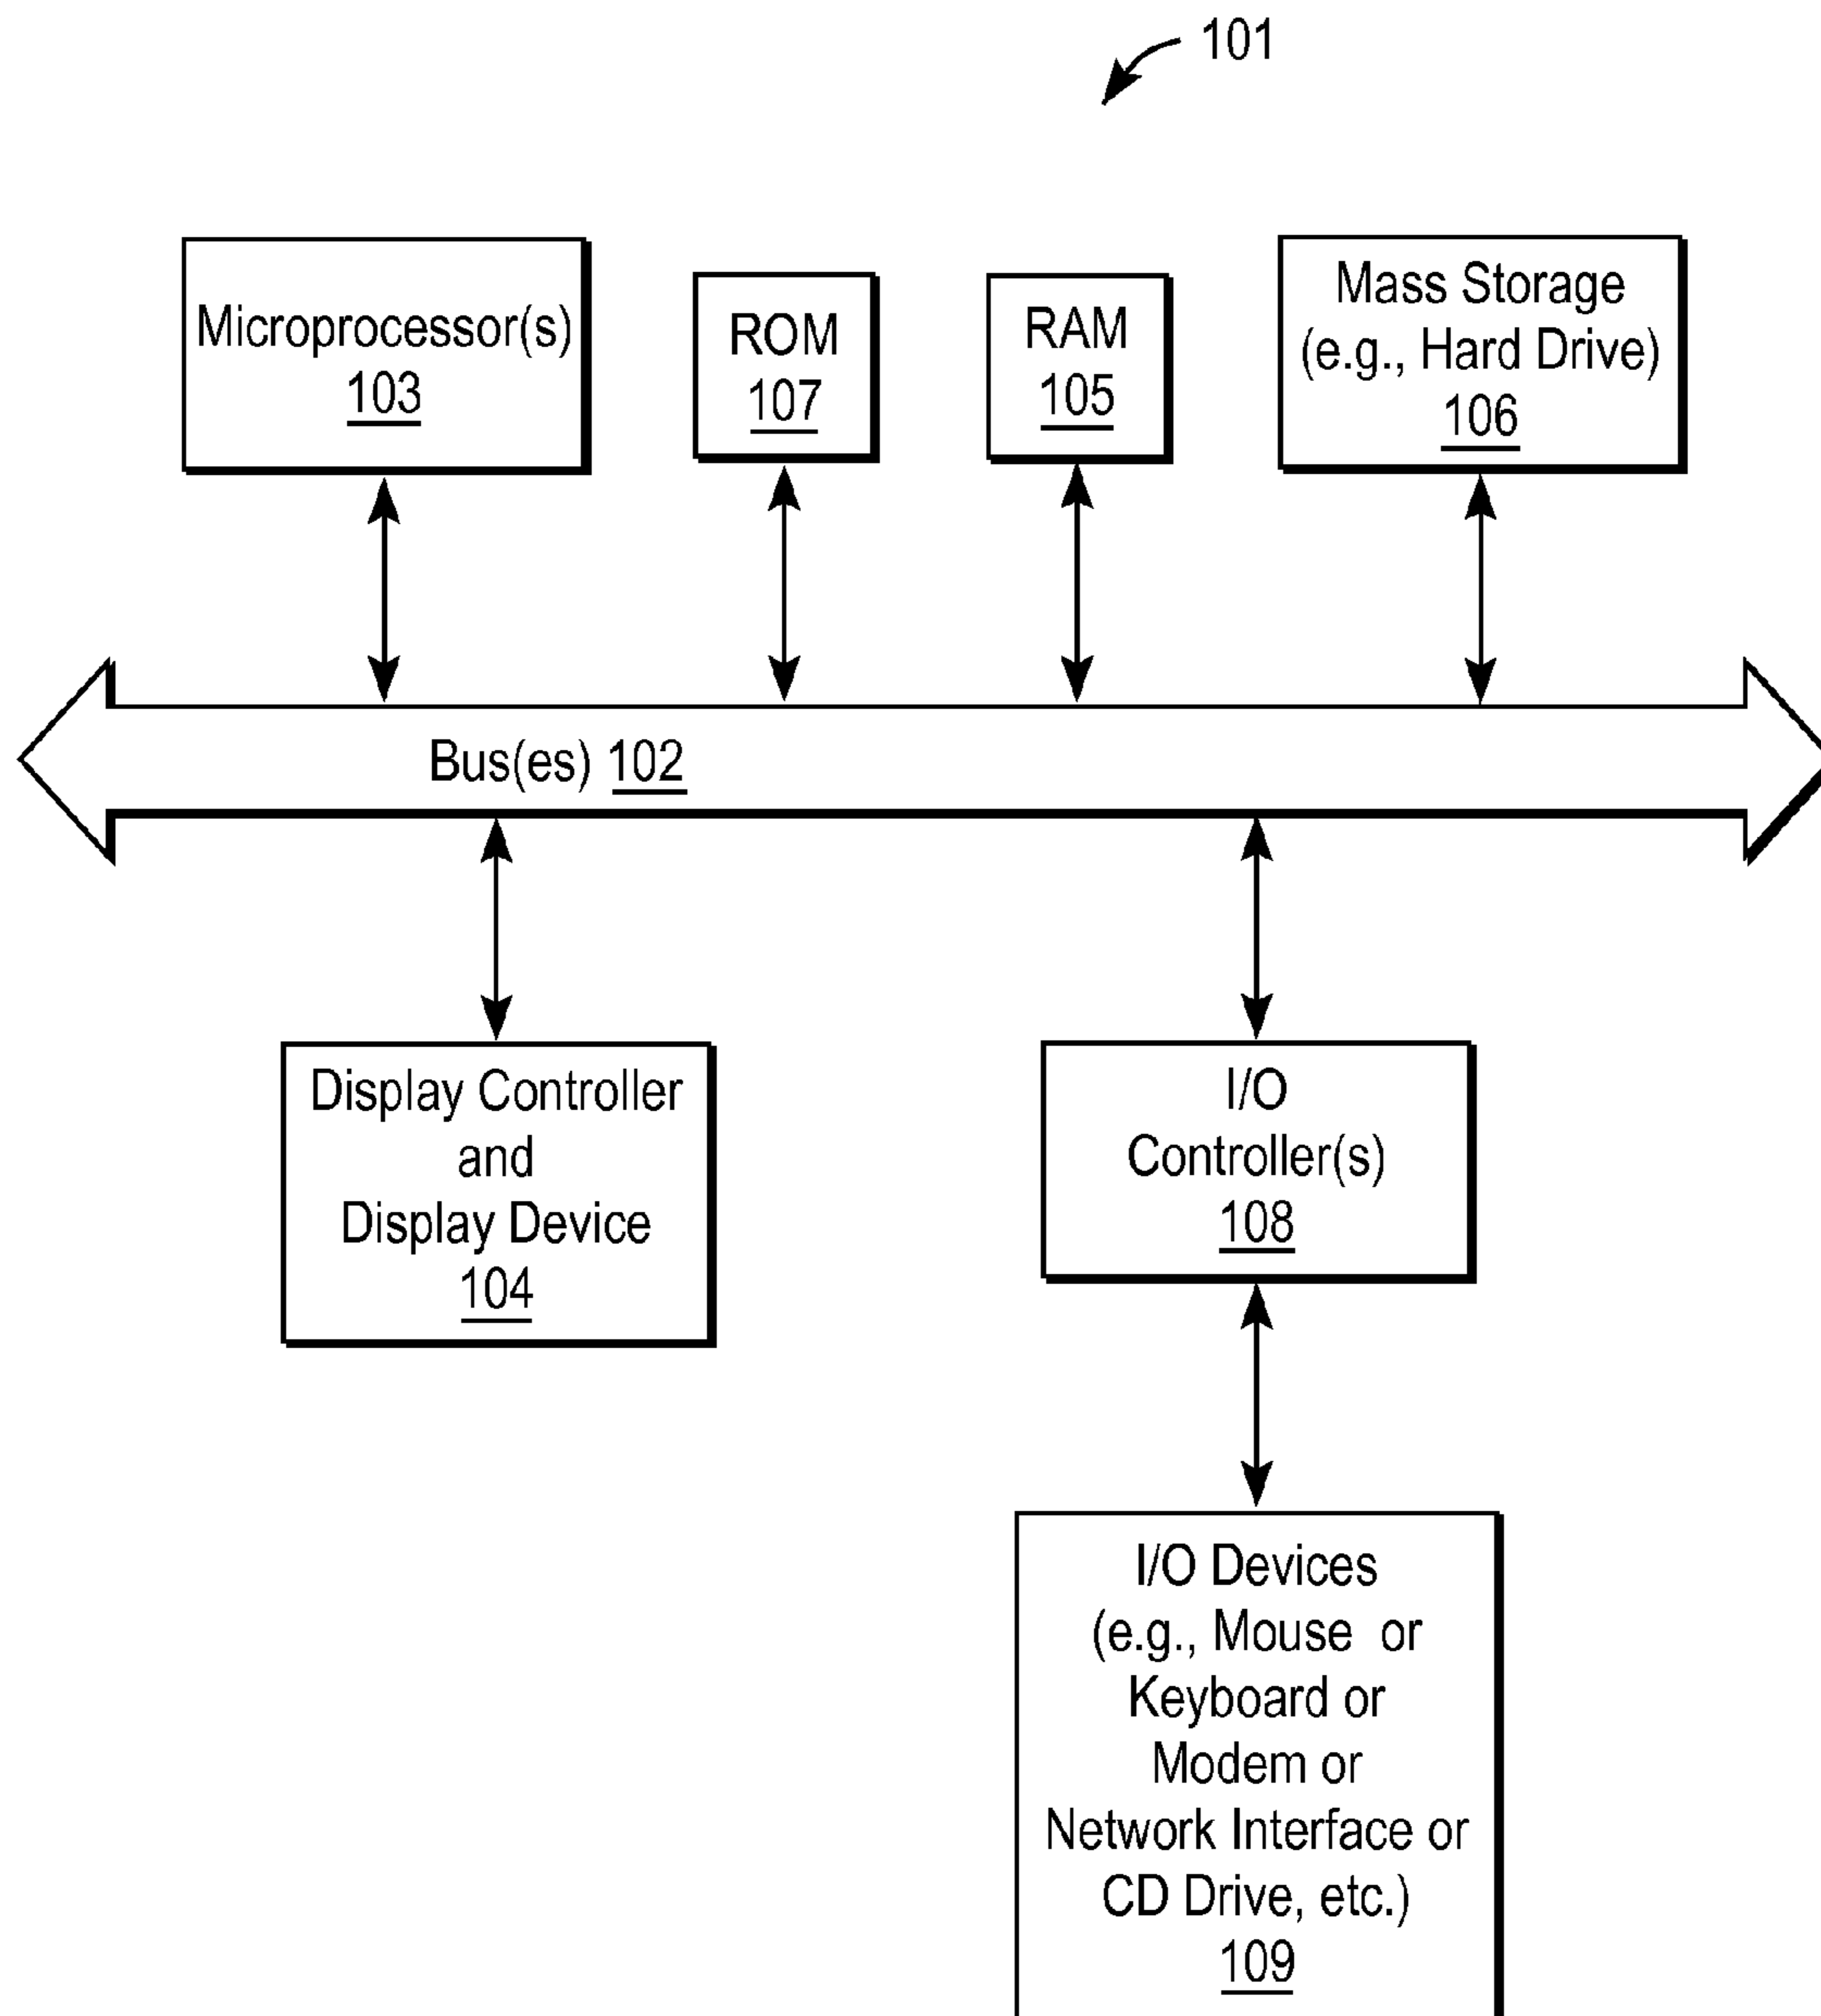 101
Microprocessor(s)
103
ROM
107
RAM
105
Mass Storage
(e.g., Hard Drive)
106
Bus(es) 102
Display Controller
and
Display Device
104
I/O
Controller(s)
108
I/O Devices
(e.g., Mouse or
Keyboard or
Modem or
Network Interface or
CD Drive, etc.)
109